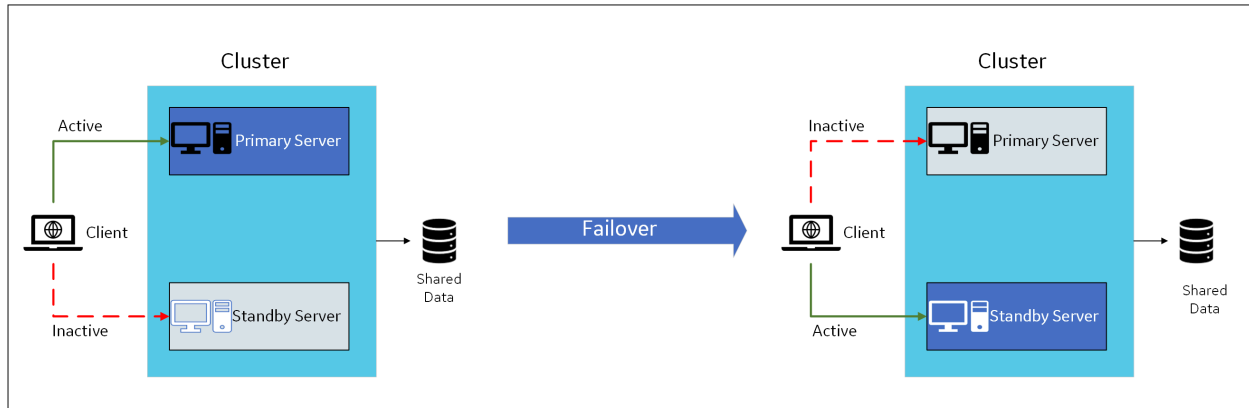 Cluster
Active
Primary Server
Client
Standby Server
Inactive
Shared
Data
Failover
Cluster
Inactive
Primary Server
Client
Standby Server
Active
Shared
Data